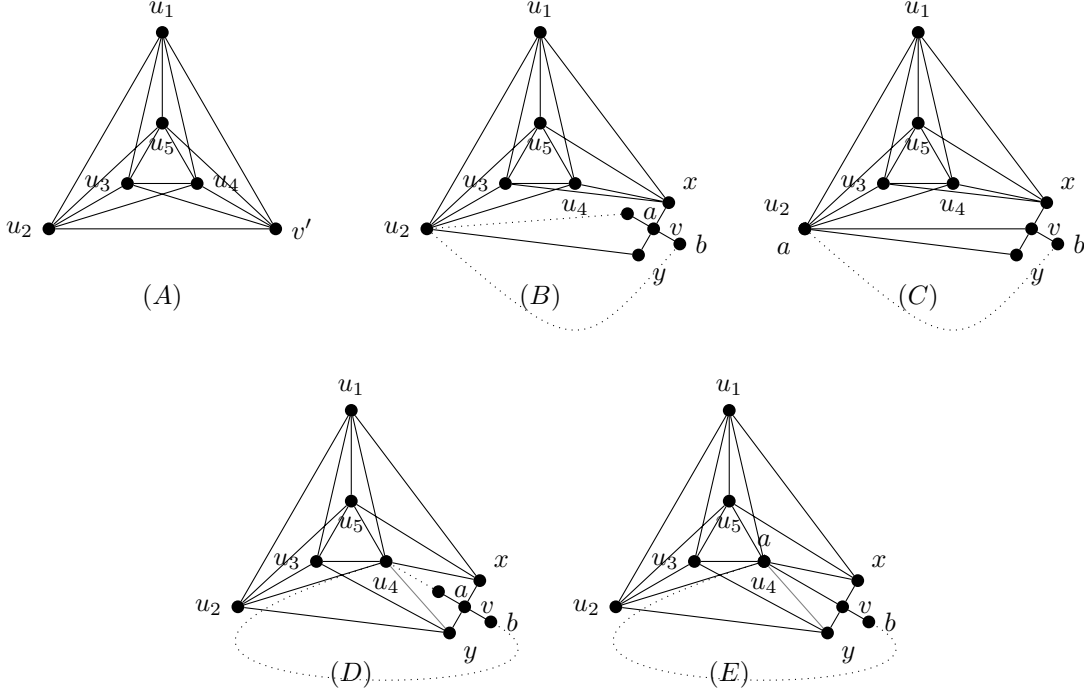 u₁ u₁ u₁
u₅ u₅ u₅
u₃ u₄ u₃ u₄ x u₃ u₄ x
u₂ v′ u₂ a v b y u₂ a v b y
(A) (B) (C)
u₁ u₁
u₅ u₅ a
u₃ u₄ x u₃ u₄ x
u₂ a v b y u₂ v b y
(D) (E)